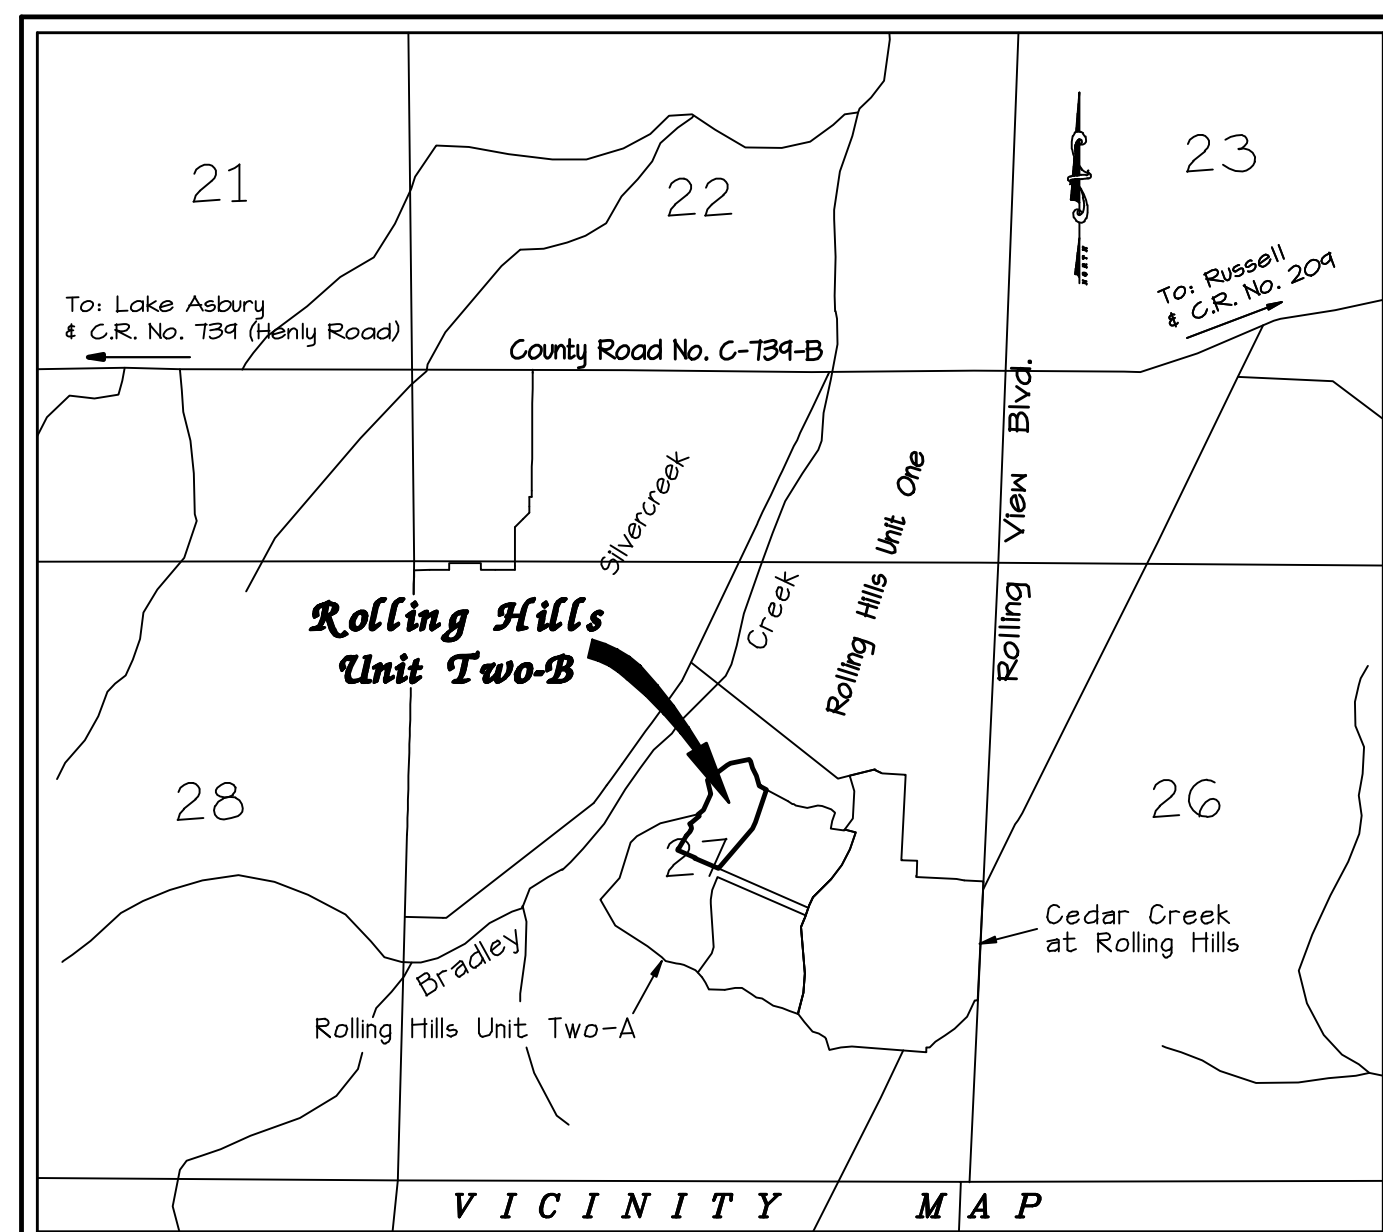 21
22
23
To: Lake Asbury
& C.R. No. 739 (Henly Road)
To: Russell
& C.R. No. 209
NORTH
County Road No. C-739-B
Rolling View Blvd.
Silvercreek
Rolling Hills Unit One
Creek
Rolling Hills
Unit Two-B
28
27
26
Cedar Creek
at Rolling Hills
Bradley
Rolling Hills Unit Two-A
VICINITY MAP